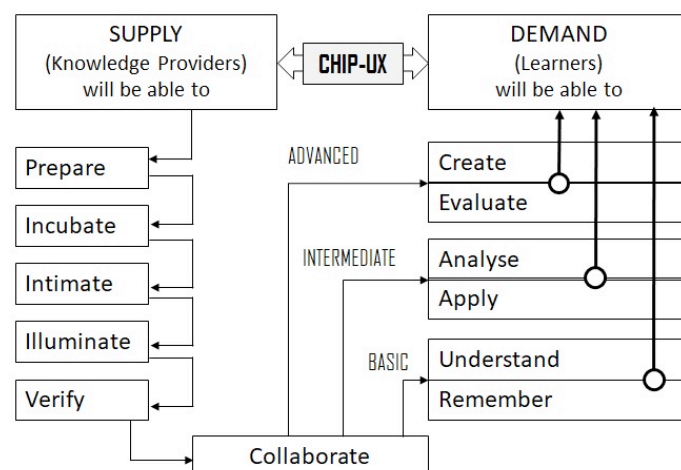 SUPPLY
(Knowledge Providers)
will be able to
CHIP-UX
DEMAND
(Learners)
will be able to
Prepare
Incubate
Intimate
Illuminate
Verify
Collaborate
ADVANCED
Create
Evaluate
INTERMEDIATE
Analyse
Apply
BASIC
Understand
Remember